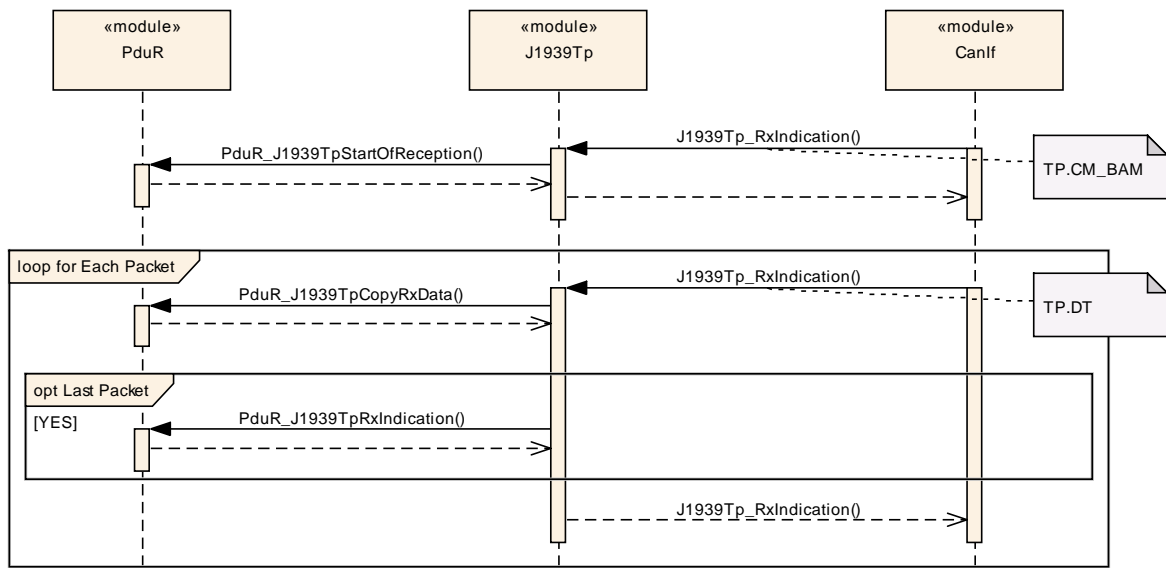 «module»
PduR
«module»
J1939Tp
«module»
CanIf
J1939Tp_RxIndication()
PduR_J1939TpStartOfReception()
TP.CM_BAM
loop for Each Packet
J1939Tp_RxIndication()
PduR_J1939TpCopyRxData()
TP.DT
opt Last Packet
[YES]
PduR_J1939TpRxIndication()
J1939Tp_RxIndication()